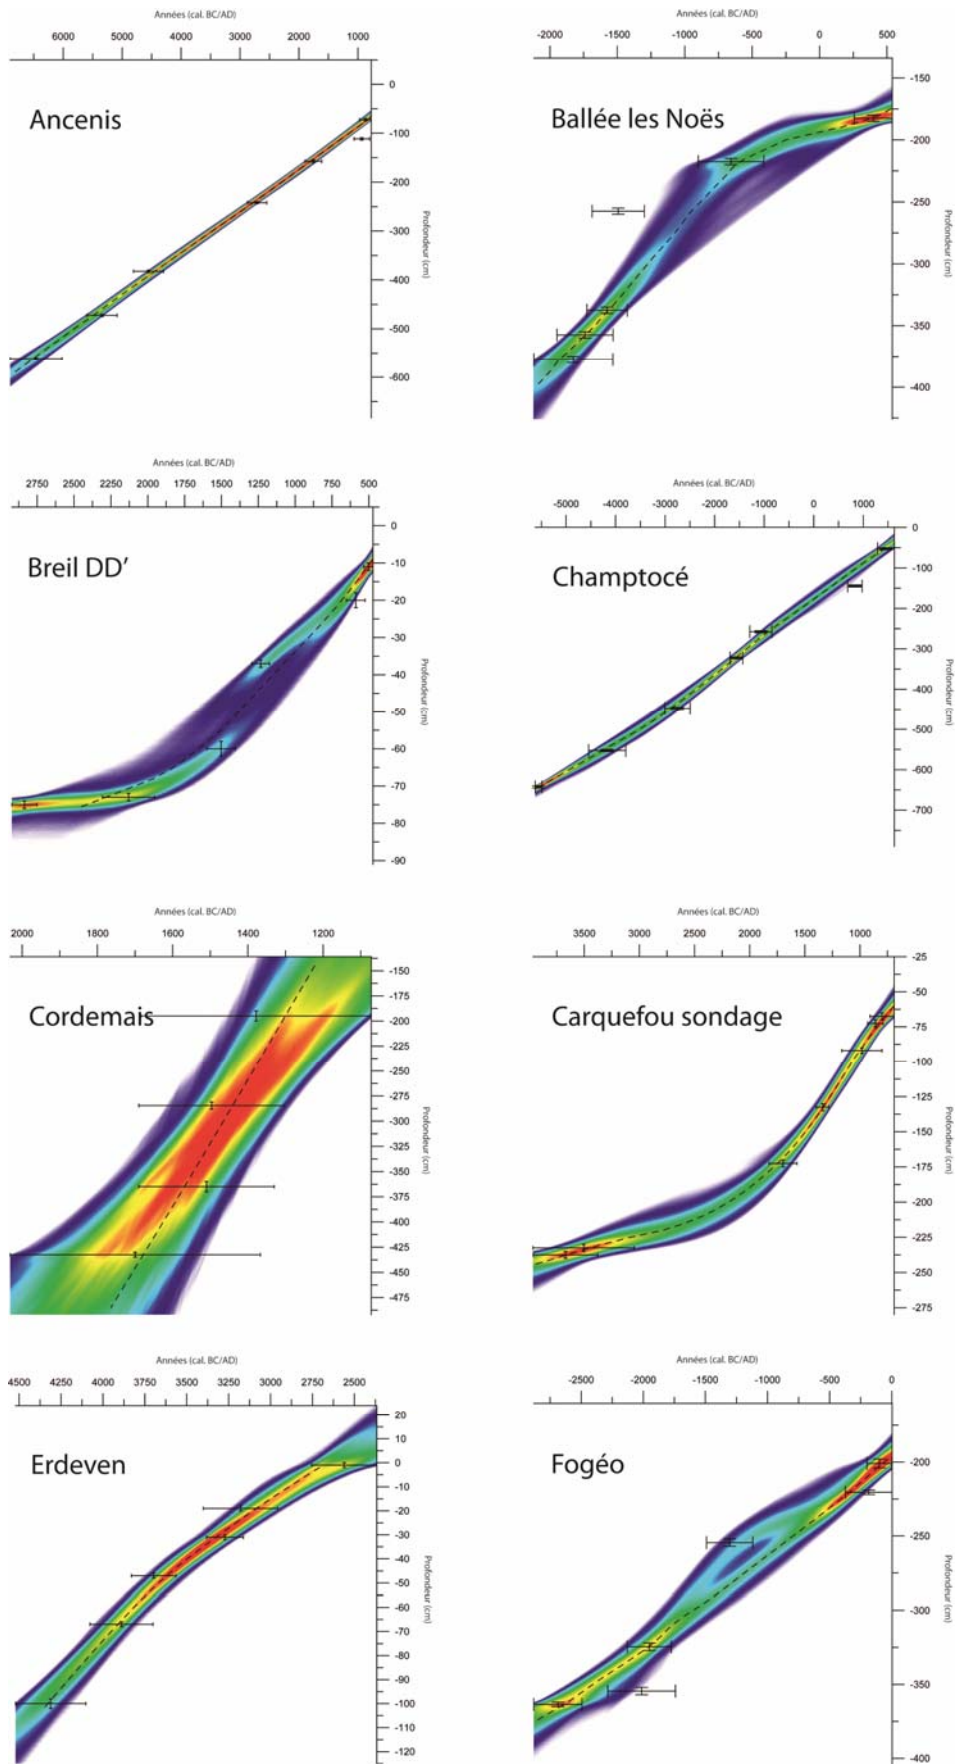 Années (cal. BC/AD)
6000 5000 4000 3000 2000 1000
Ancenis
0
-100
-200
-300
-400
-500
-600
Profondeur (cm)
Années (cal. BC/AD)
-2000 -1500 -1000 -500 0 500
Ballée les Noës
-150
-200
-250
-300
-350
-400
Profondeur (cm)
Années (cal. BC/AD)
2750 2500 2250 2000 1750 1500 1250 1000 750 500
Breil DD’
0
-10
-20
-30
-40
-50
-60
-70
-80
-90
Profondeur (cm)
Années (cal. BC/AD)
-5000 -4000 -3000 -2000 -1000 0 1000
Champtocé
0
-100
-200
-300
-400
-500
-600
-700
Profondeur (cm)
Années (cal. BC/AD)
2000 1800 1600 1400 1200
Cordemais
-150
-175
-200
-225
-250
-275
-300
-325
-350
-375
-400
-425
-450
-475
Profondeur (cm)
Années (cal. BC/AD)
3500 3000 2500 2000 1500 1000
Carquefou sondage
-25
-50
-75
-100
-125
-150
-175
-200
-225
-250
-275
Profondeur (cm)
Années (cal. BC/AD)
4500 4250 4000 3750 3500 3250 3000 2750 2500
Erdeven
20
10
0
-10
-20
-30
-40
-50
-60
-70
-80
-90
-100
-110
-120
Profondeur (cm)
Années (cal. BC/AD)
-2500 -2000 -1500 -1000 -500 0
Fogéo
-200
-250
-300
-350
-400
Profondeur (cm)